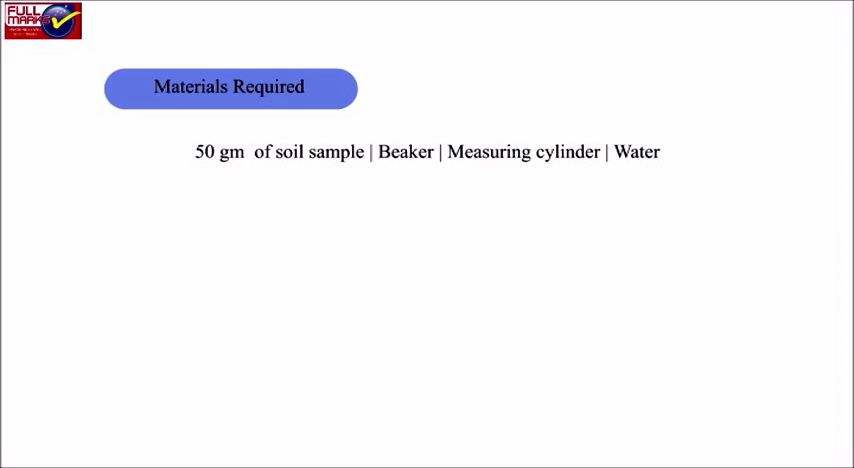 FULL
MARKS
Materials Required
50 gm of soil sample | Beaker | Measuring cylinder | Water